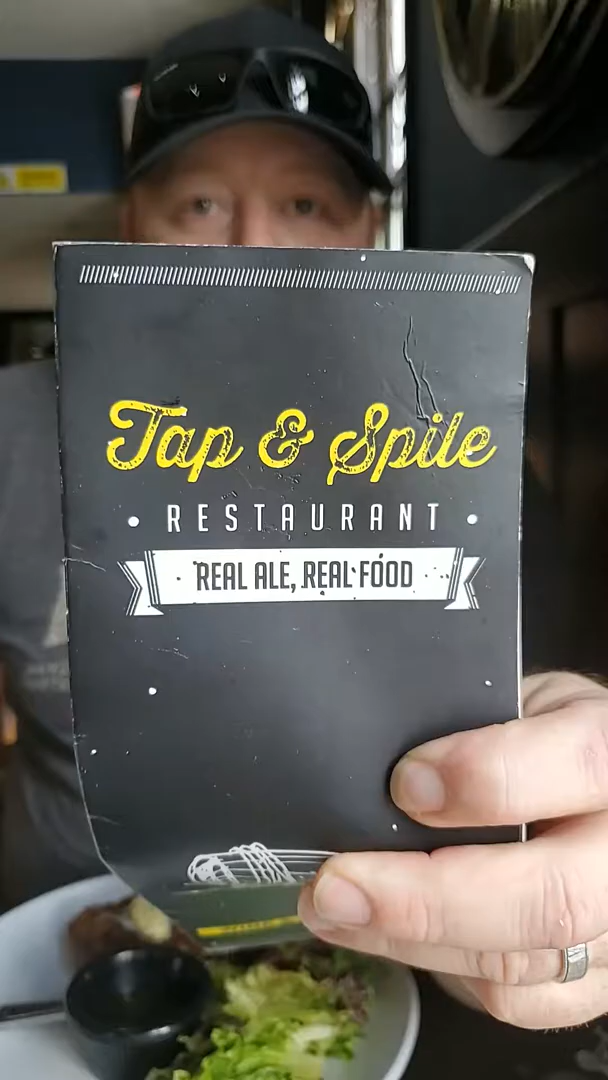 Tap & Spile
• RESTAURANT •
REAL ALE, REAL FOOD